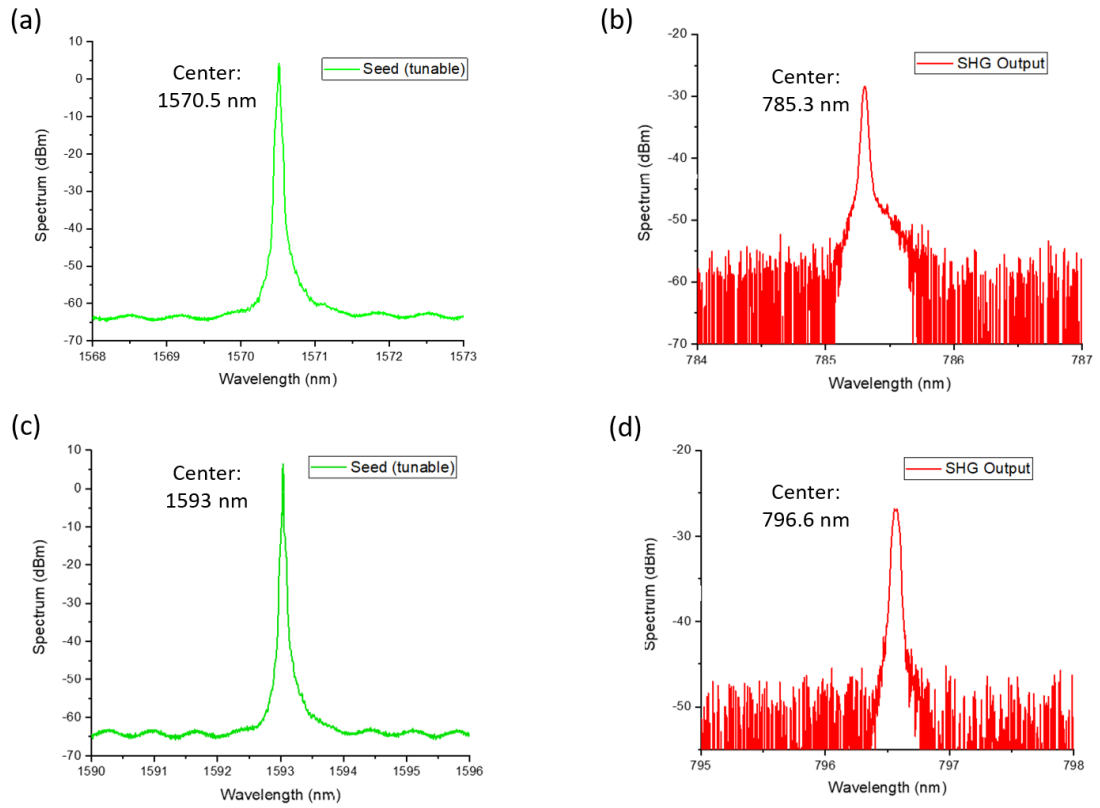 (a)
10
0
-10
-20
-30
-40
-50
-60
-70
Spectrum (dBm)
Center:
1570.5 nm
Seed (tunable)
1568 1569 1570 1571 1572 1573
Wavelength (nm)
(b)
-20
-30
-40
-50
-60
-70
Spectrum (dBm)
Center:
785.3 nm
SHG Output
784 785 786 787
Wavelength (nm)
(c)
10
0
-10
-20
-30
-40
-50
-60
-70
Spectrum (dBm)
Center:
1593 nm
Seed (tunable)
1590 1591 1592 1593 1594 1595 1596
Wavelength (nm)
(d)
-20
-30
-40
-50
Spectrum (dBm)
Center:
796.6 nm
SHG Output
795 796 797 798
Wavelength (nm)